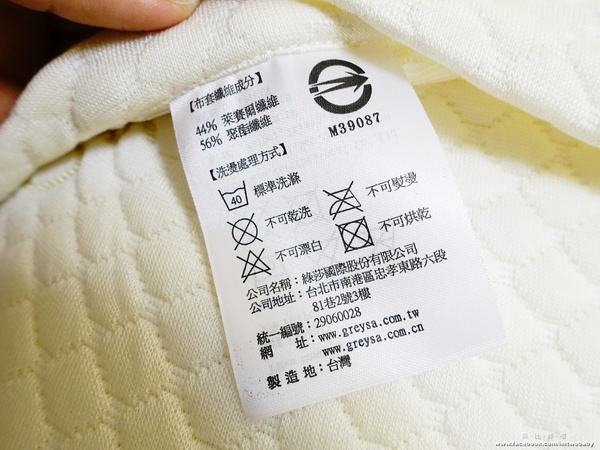 【布套纖維成分】
44% 萊賽爾纖維
56% 聚酯纖維
M39087
【洗燙處理方式】
40 標準洗滌
不可乾洗
不可熨燙
不可漂白
不可烘乾
公司名稱：綠莎國際股份有限公司
公司地址：台北市南港區忠孝東路六段
81巷2號3樓
統一編號：29060028
網 址：www.greysa.com.tw
www.greysa.com.cn
製造地：台灣